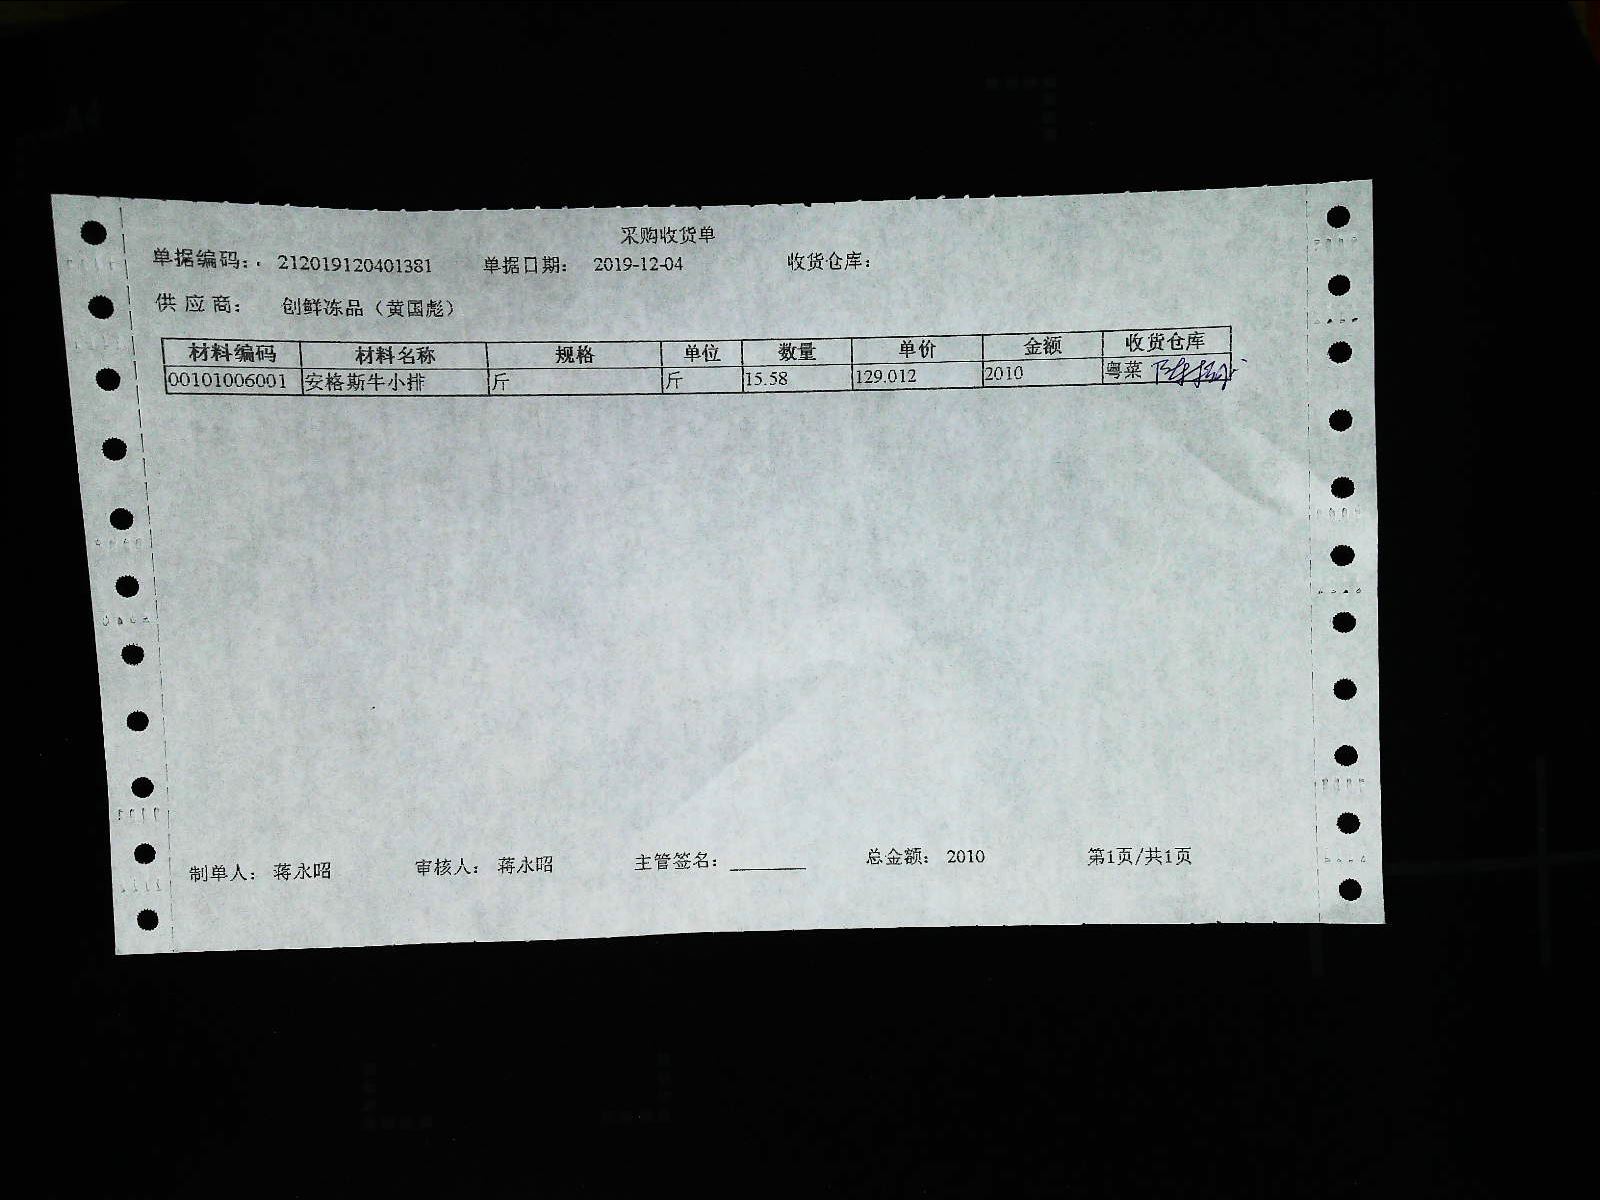 采购收货单
单据编码: 212019120401381 单据日期: 2019-12-04 收货仓库:
供应商: 创鲜冻品（黄国彪）
材料编码 材料名称 规格 单位 数量 单价 金额 收货仓库
00101006001 安格斯牛小排 斤 斤 15.58 129.012 2010 粤菜
制单人: 蒋永昭 审核人: 蒋永昭 主管签名: 总金额: 2010 第1页/共1页